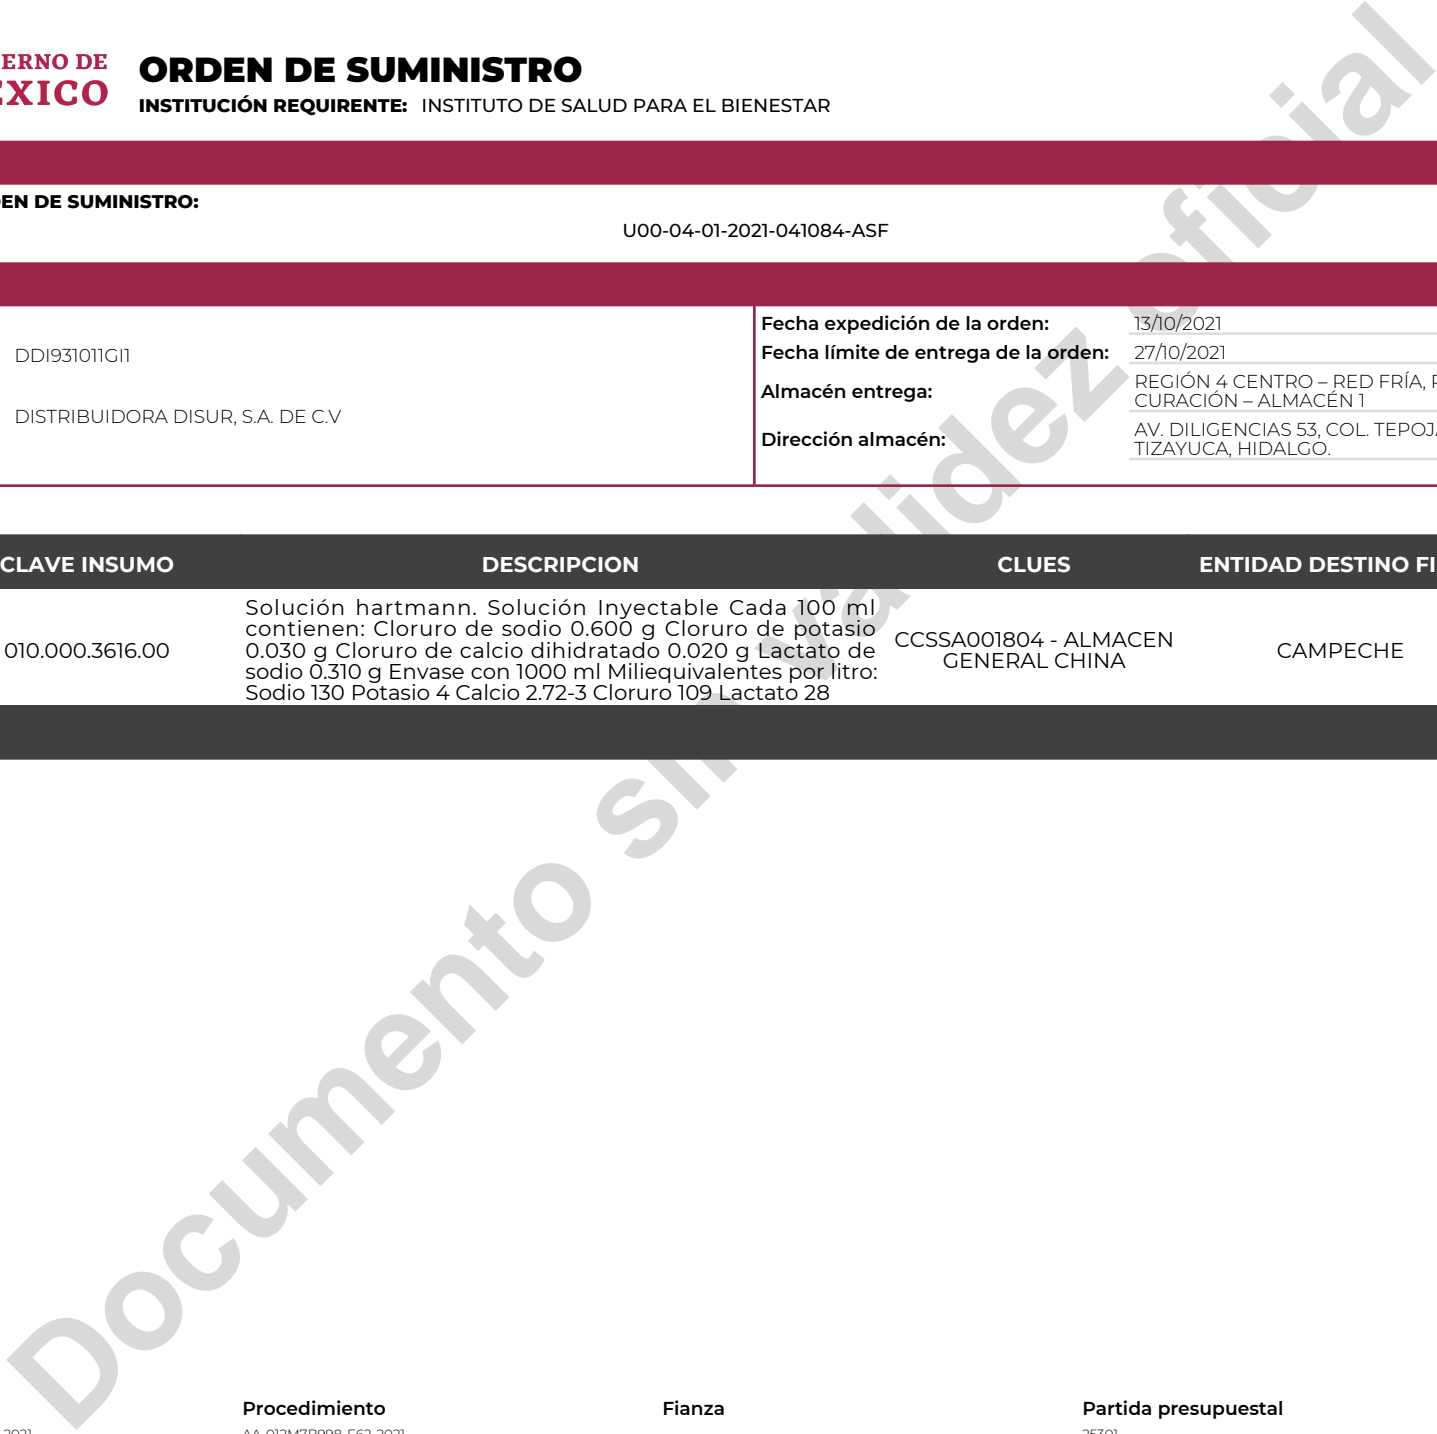 ORDEN DE SUMINISTRO
INSTITUCIÓN REQUIRENTE: INSTITUTO DE SALUD PARA EL BIENESTAR
DE SUMINISTRO:
U00-04-01-2021-041084-ASF
DDI931011GI1
DISTRIBUIDORA DISUR, S.A. DE C.V
Fecha expedición de la orden: 13/10/2021
Fecha límite de entrega de la orden: 27/10/2021
Almacén entrega: REGIÓN 4 CENTRO – RED FRÍA,
CURACIÓN – ALMACÉN 1
Dirección almacén: AV. DILIGENCIAS 53, COL.
TIZAYUCA, HIDALGO.
CLAVE INSUMO DESCRIPCION CLUES ENTIDAD DESTINO
010.000.3616.00
Solución hartmann. Solución Inyectable Cada 100 ml
contienen: Cloruro de sodio 0.600 g Cloruro de potasio
0.030 g Cloruro de calcio dihidratado 0.020 g Lactato de
sodio 0.310 g Envase con 1000 ml Miliequivalentes por litro:
Sodio 130 Potasio 4 Calcio 2.72-3 Cloruro 109 Lactato 28
CCSSA001804 - ALMACEN
GENERAL CHINA
CAMPECHE
Documento sin validez oficial
Procedimiento Fianza Partida presupuestal